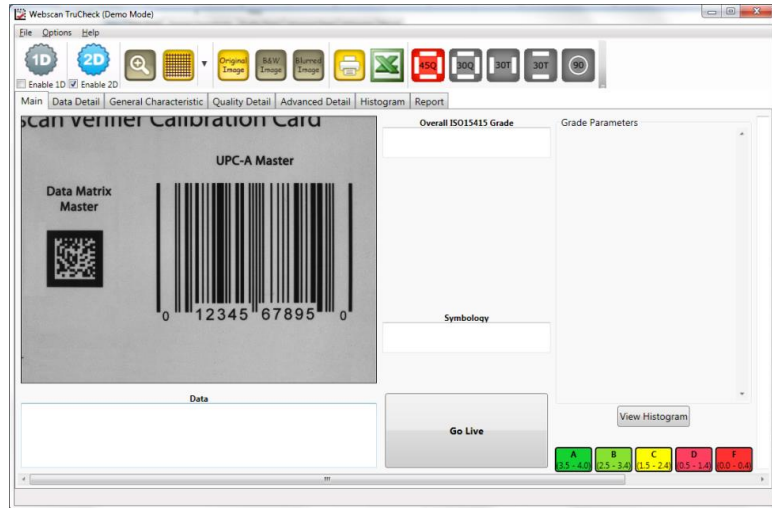 Webscan TruCheck (Demo Mode)
File Options Help
1D
2D
Original Image
B&W Image
Blurred Image
45Q
30Q
30T
30T
90
Enable 1D
Enable 2D
Main
Data Detail
General Characteristic
Quality Detail
Advanced Detail
Histogram
Report
scan Verifier Calibration Card
UPC-A Master
Data Matrix
Master
0 12345 67895 0
Overall ISO15415 Grade
Grade Parameters
Symbology
Data
Go Live
View Histogram
A
(3.5 - 4.0)
B
(2.5 - 3.4)
C
(1.5 - 2.4)
D
(0.5 - 1.4)
F
(0.0 - 0.4)